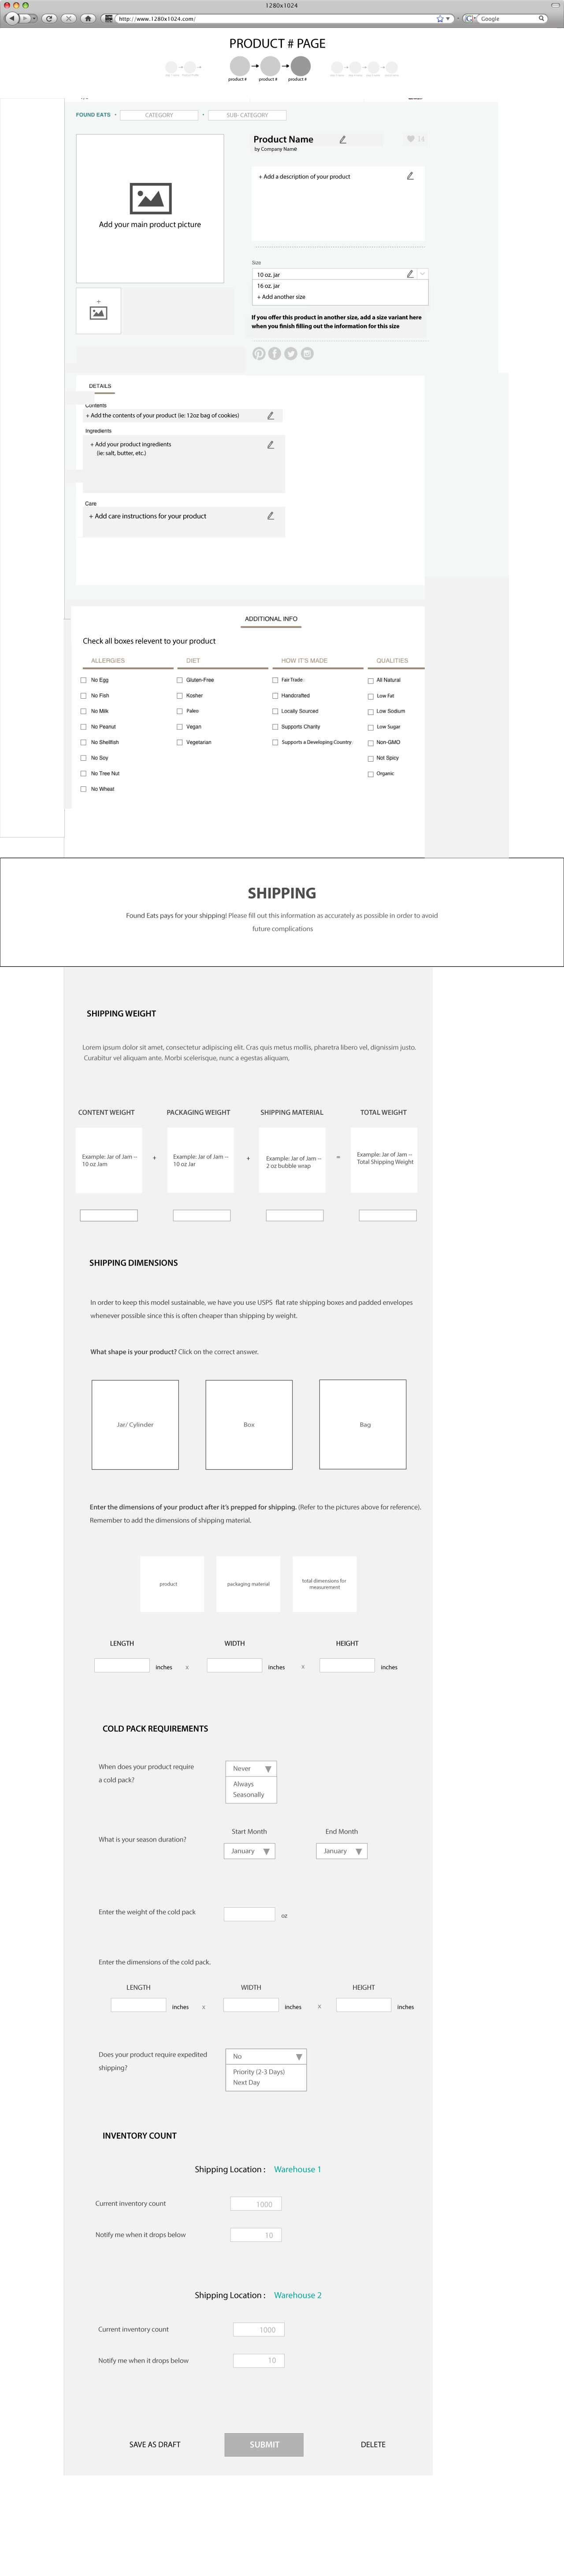 1280x1024
http://www.1280x1024.com/
Google
PRODUCT # PAGE
product #
product #
product #
FOUND EATS
CATEGORY
SUB- CATEGORY
Product Name
by Company Name
14
+ Add a description of your product
Add your main product picture
+
Size
10 oz. jar
16 oz. jar
+ Add another size
If you offer this product in another size, add a size variant here
when you finish filling out the information for this size
DETAILS
Contents
+ Add the contents of your product (ie: 12oz bag of cookies)
Ingredients
+ Add your product ingredients
(ie: salt, butter, etc.)
Care
+ Add care instructions for your product
ADDITIONAL INFO
Check all boxes relevent to your product
ALLERGIES
No Egg
No Fish
No Milk
No Peanut
No Shellfish
No Soy
No Tree Nut
No Wheat
DIET
Gluten-Free
Kosher
Paleo
Vegan
Vegetarian
HOW IT'S MADE
Fair Trade
Handcrafted
Locally Sourced
Supports Charity
Supports a Developing Country
QUALITIES
All Natural
Low Fat
Low Sodium
Low Sugar
Non-GMO
Not Spicy
Organic
SHIPPING
Found Eats pays for your shipping! Please fill out this information as accurately as possible in order to avoid
future complications
SHIPPING WEIGHT
Lorem ipsum dolor sit amet, consectetur adipiscing elit. Cras quis metus mollis, pharetra libero vel, dignissim justo.
Curabitur vel aliquam ante. Morbi scelerisque, nunc a egestas aliquam,
CONTENT WEIGHT
PACKAGING WEIGHT
SHIPPING MATERIAL
TOTAL WEIGHT
Example: Jar of Jam --
10 oz Jam
+
Example: Jar of Jam --
10 oz Jar
+
Example: Jar of Jam --
2 oz bubble wrap
=
Example: Jar of Jam --
Total Shipping Weight
SHIPPING DIMENSIONS
In order to keep this model sustainable, we have you use USPS flat rate shipping boxes and padded envelopes
whenever possible since this is often cheaper than shipping by weight.
What shape is your product? Click on the correct answer.
Jar/ Cylinder
Box
Bag
Enter the dimensions of your product after it's prepped for shipping. (Refer to the pictures above for reference).
Remember to add the dimensions of shipping material.
product
packaging material
total dimensions for
measurement
LENGTH
WIDTH
HEIGHT
inches x inches x inches
COLD PACK REQUIREMENTS
When does your product require
a cold pack?
Never
Always
Seasonally
What is your season duration?
Start Month
End Month
January
January
Enter the weight of the cold pack
oz
Enter the dimensions of the cold pack.
LENGTH
WIDTH
HEIGHT
inches x inches x inches
Does your product require expedited
shipping?
No
Priority (2-3 Days)
Next Day
INVENTORY COUNT
Shipping Location : Warehouse 1
Current inventory count 1000
Notify me when it drops below 10
Shipping Location : Warehouse 2
Current inventory count 1000
Notify me when it drops below 10
SAVE AS DRAFT
SUBMIT
DELETE